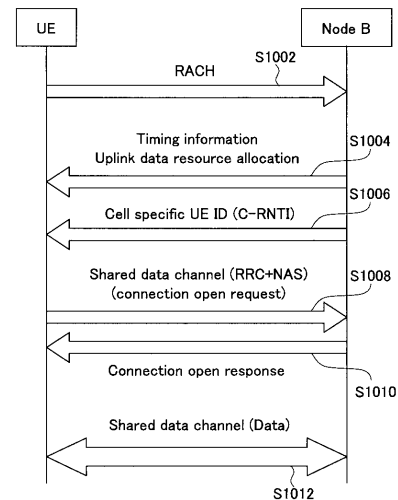 UE
Node B
RACH
S1002
Timing information
Uplink data resource allocation
S1004
S1006
Cell specific UE ID (C-RNTI)
Shared data channel (RRC+NAS)
(connection open request)
S1008
Connection open response
S1010
Shared data channel (Data)
S1012